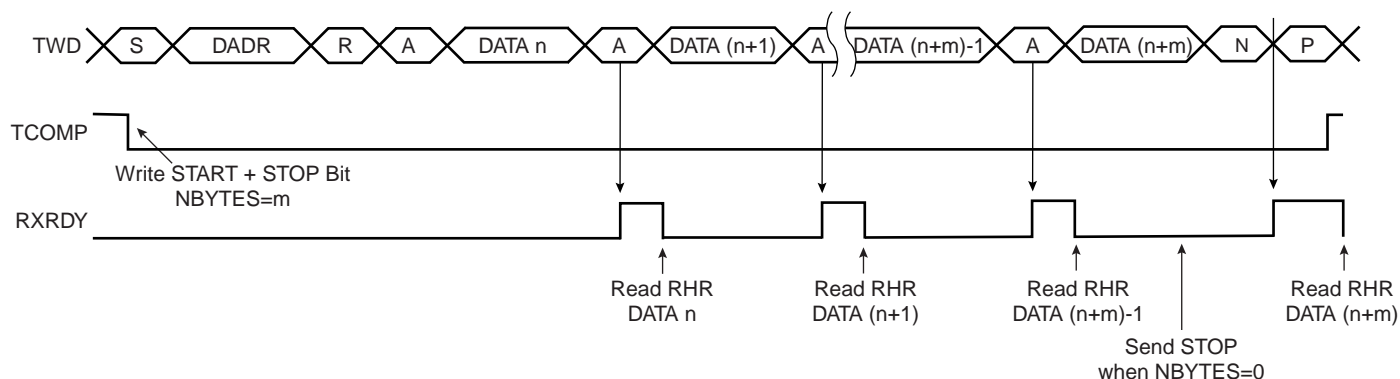 TWD S DADR R A DATA n A DATA (n+1) A DATA (n+m)-1 A DATA (n+m) N P
TCOMP
Write START + STOP Bit
NBYTES=m
RXRDY
Read RHR
DATA n
Read RHR
DATA (n+1)
Read RHR
DATA (n+m)-1
Read RHR
DATA (n+m)
Send STOP
when NBYTES=0